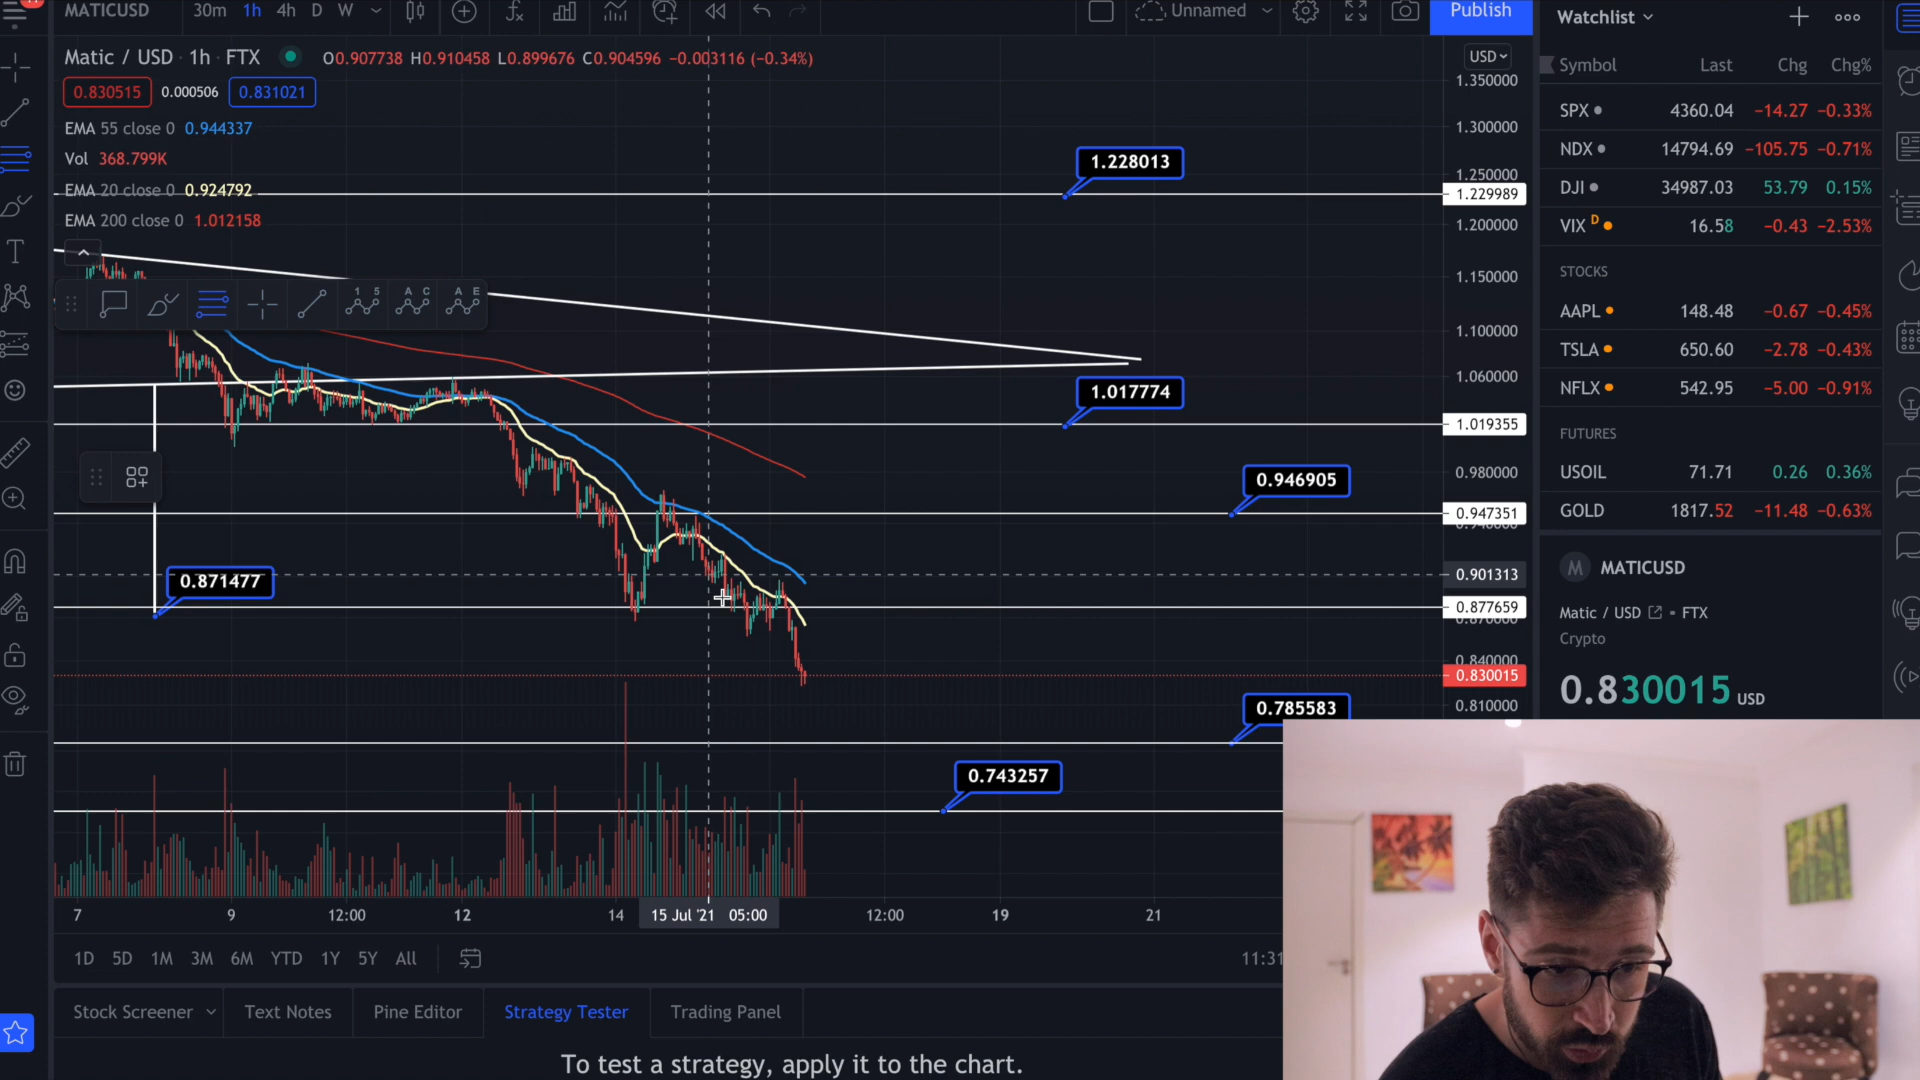 MATICUSD 30m 1h 4h D W Unnamed Publish
Matic / USD · 1h · FTX O0.907738 H0.910458 L0.899676 C0.904596 −0.003116 (−0.34%)
0.830515 0.000506 0.831021
EMA 55 close 0 0.944337
Vol 368.799K
EMA 20 close 0 0.924792
EMA 200 close 0 1.012158
1 5 A C A E
1.228013
1.017774
0.946905
0.871477
0.785583
0.743257
USD
1.350000
1.300000
1.250000
1.229989
1.200000
1.150000
1.100000
1.060000
1.019355
0.980000
0.947351
0.940000
0.901313
0.877659
0.870000
0.840000
0.830015
0.810000
7 9 12:00 12 14 15 Jul '21 05:00 12:00 19 21
1D 5D 1M 3M 6M YTD 1Y 5Y All 11:31
Stock Screener Text Notes Pine Editor Strategy Tester Trading Panel
To test a strategy, apply it to the chart.
Watchlist
Symbol Last Chg Chg%
SPX 4360.04 −14.27 −0.33%
NDX 14794.69 −105.75 −0.71%
DJI 34987.03 53.79 0.15%
VIX D 16.58 −0.43 −2.53%
STOCKS
AAPL 148.48 −0.67 −0.45%
TSLA 650.60 −2.78 −0.43%
NFLX 542.95 −5.00 −0.91%
FUTURES
USOIL 71.71 0.26 0.36%
GOLD 1817.52 −11.48 −0.63%
M MATICUSD
Matic / USD • FTX
Crypto
0.830015 USD